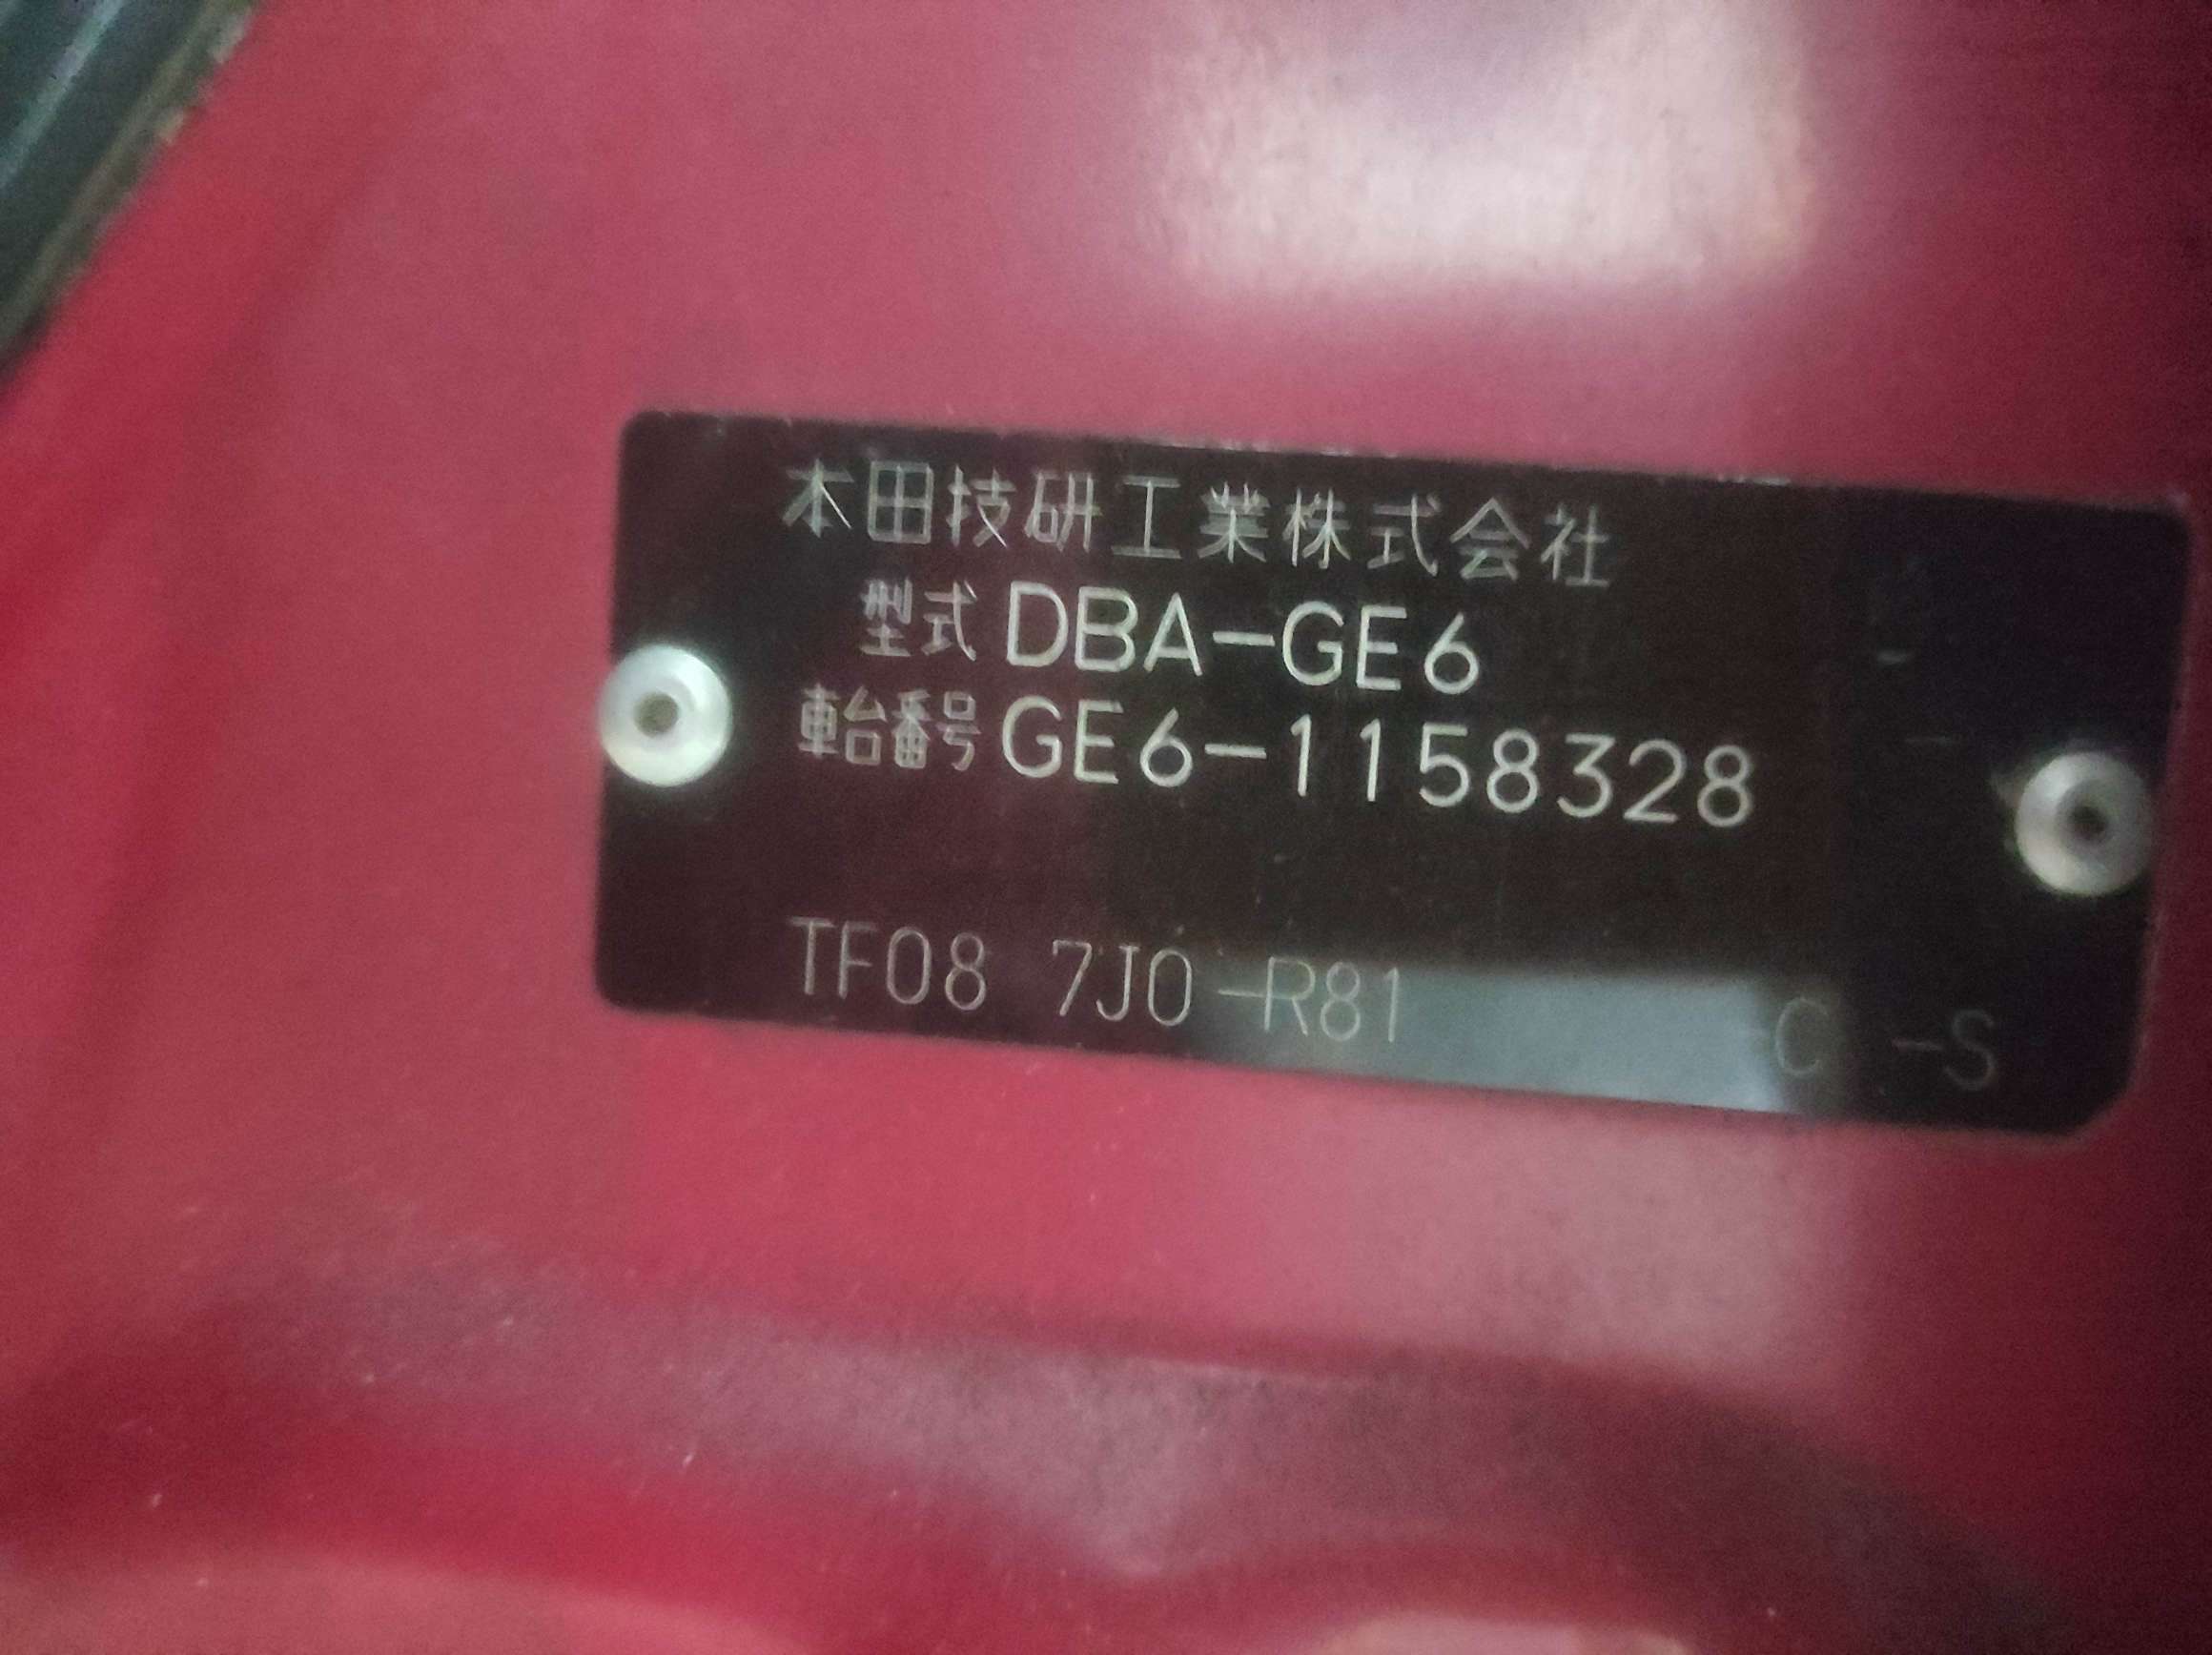 本田技研工業株式会社
型式 DBA-GE6
車台番号 GE6-1158328
TF08 7J0-R81 C -S